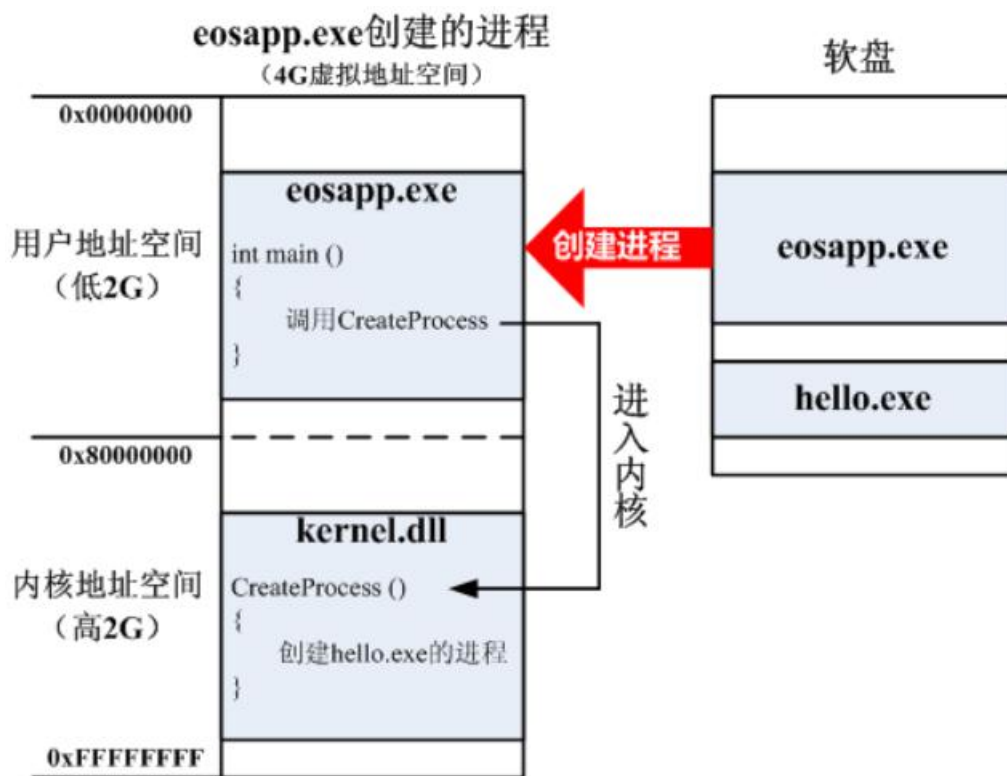 eosapp.exe创建的进程
（4G虚拟地址空间）
软盘
0x00000000
eosapp.exe
用户地址空间
（低2G）
int main ()
{
调用CreateProcess
}
创建进程
eosapp.exe
hello.exe
进入内核
0x80000000
kernel.dll
内核地址空间
（高2G）
CreateProcess ()
{
创建hello.exe的进程
}
0xFFFFFFFF